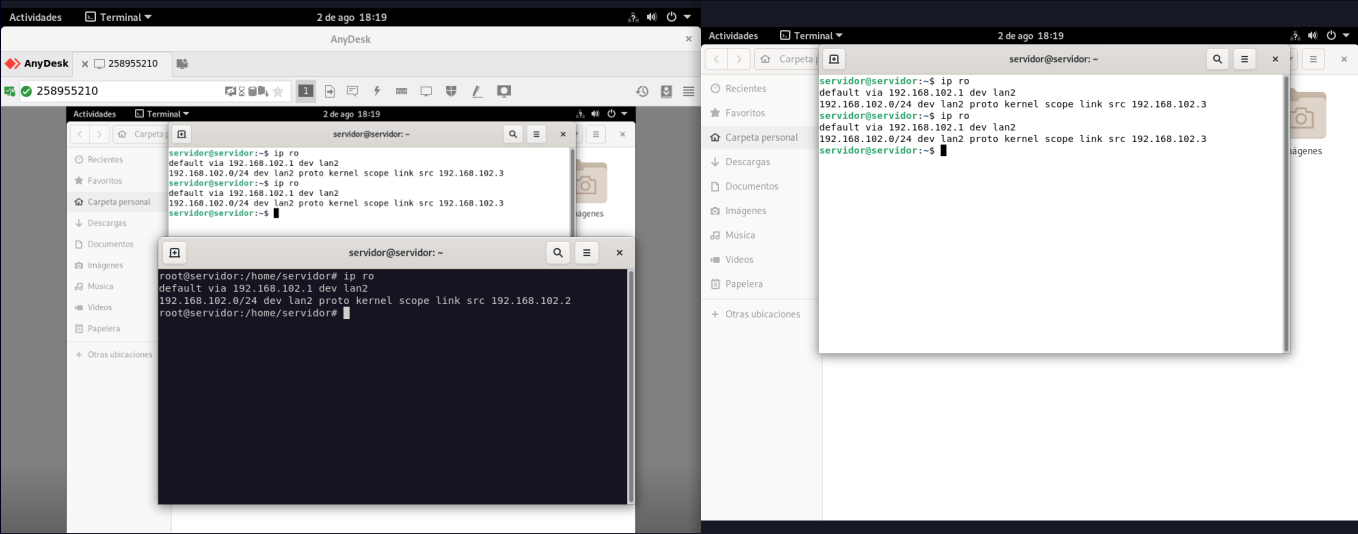 Actividades Terminal 2 de ago 18:19
AnyDesk
AnyDesk 258955210
258955210 1
Actividades Terminal 2 de ago 18:19
Carpeta servidor@servidor: ~
Recientes
Favoritos
Carpeta personal
Descargas
Documentos
Imágenes
Música
Vídeos
Papelera
Otras ubicaciones
servidor@servidor:~$ ip ro
default via 192.168.102.1 dev lan2
192.168.102.0/24 dev lan2 proto kernel scope link src 192.168.102.3
servidor@servidor:~$ ip ro
default via 192.168.102.1 dev lan2
192.168.102.0/24 dev lan2 proto kernel scope link src 192.168.102.3
servidor@servidor:~$
ágenes
servidor@servidor: ~
root@servidor:/home/servidor# ip ro
default via 192.168.102.1 dev lan2
192.168.102.0/24 dev lan2 proto kernel scope link src 192.168.102.2
root@servidor:/home/servidor#
Actividades Terminal 2 de ago 18:19
Carpeta p servidor@servidor: ~
Recientes
Favoritos
Carpeta personal
Descargas
Documentos
Imágenes
Música
Vídeos
Papelera
Otras ubicaciones
servidor@servidor:~$ ip ro
default via 192.168.102.1 dev lan2
192.168.102.0/24 dev lan2 proto kernel scope link src 192.168.102.3
servidor@servidor:~$ ip ro
default via 192.168.102.1 dev lan2
192.168.102.0/24 dev lan2 proto kernel scope link src 192.168.102.3
servidor@servidor:~$
ágenes